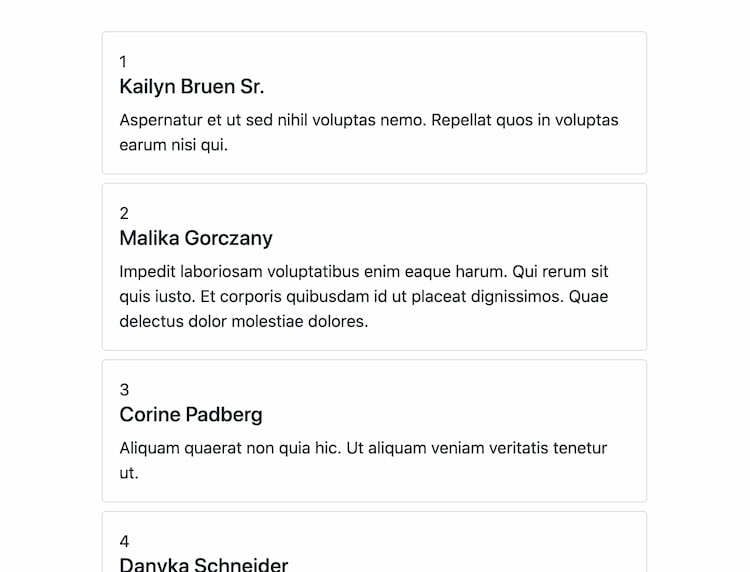 1
Kailyn Bruen Sr.
Aspernatur et ut sed nihil voluptas nemo. Repellat quos in voluptas
earum nisi qui.
2
Malika Gorczany
Impedit laboriosam voluptatibus enim eaque harum. Qui rerum sit
quis iusto. Et corporis quibusdam id ut placeat dignissimos. Quae
delectus dolor molestiae dolores.
3
Corine Padberg
Aliquam quaerat non quia hic. Ut aliquam veniam veritatis tenetur
ut.
4
Danyka Schneider